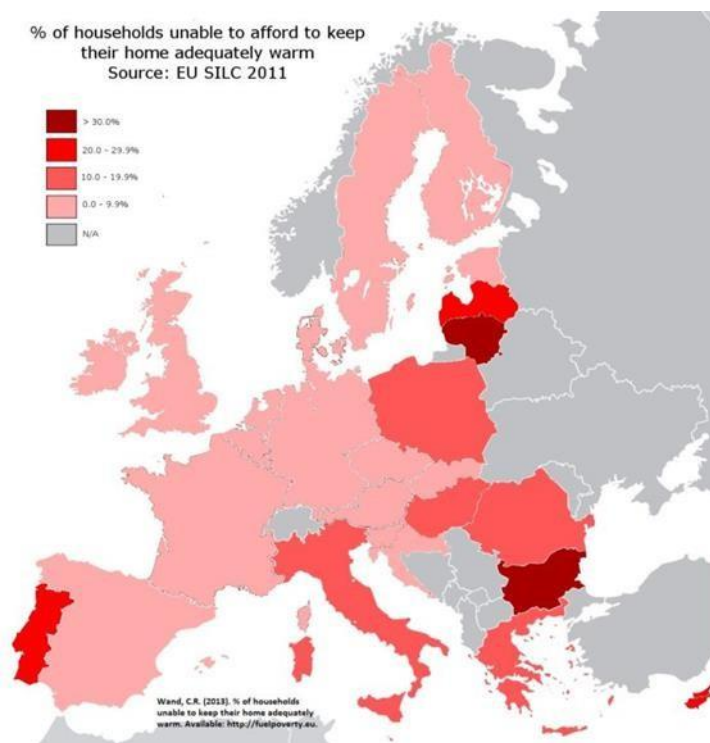 % of households unable to afford to keep
their home adequately warm
Source: EU SILC 2011
> 30.0%
20.0 - 29.9%
10.0 - 19.9%
0.0 - 9.9%
N/A
Wand, C.R. (2013). % of households
unable to keep their home adequately
warm. Available: http://fuelpoverty.eu.